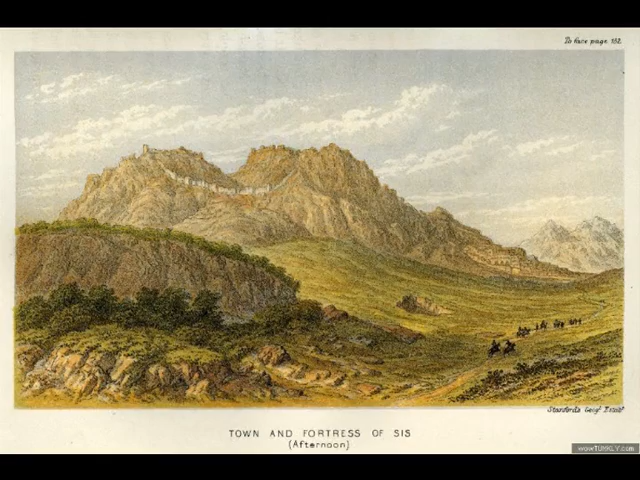 To face page 152.
Stanford's Geog.l Estab.t
TOWN AND FORTRESS OF SIS
(Afternoon)
wowTURKEY.com